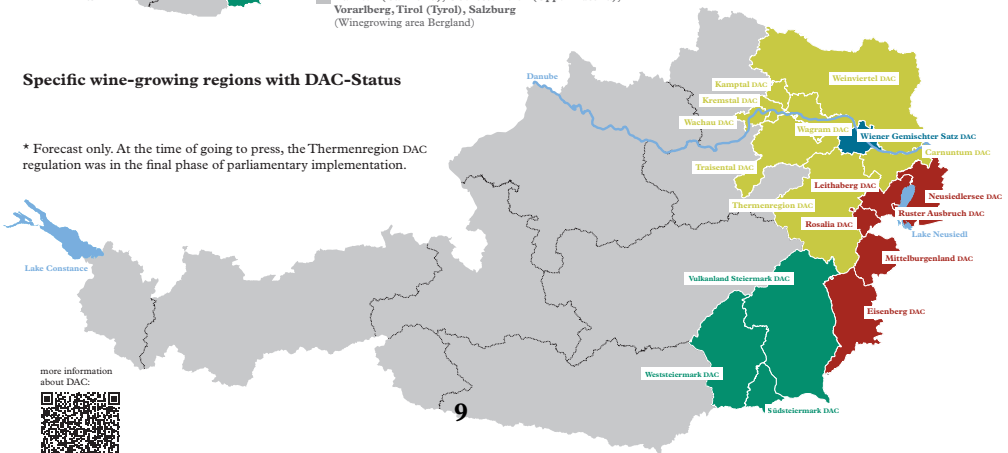 Vorarlberg, Tirol (Tyrol), Salzburg
(Winegrowing area Bergland)
Specific wine-growing regions with DAC-Status
* Forecast only. At the time of going to press, the Thermenregion DAC
regulation was in the final phase of parliamentary implementation.
Danube
Weinviertel DAC
Kamptal DAC
Kremstal DAC
Wachau DAC
Wagram DAC
Wiener Gemischter Satz DAC
Carnuntum DAC
Traisental DAC
Leithaberg DAC
Neusiedlersee DAC
Thermenregion DAC
Ruster Ausbruch DAC
Rosalia DAC
Lake Neusiedl
Mittelburgenland DAC
Lake Constance
Vulkanland Steiermark DAC
Eisenberg DAC
Weststeiermark DAC
Südsteiermark DAC
more information
about DAC:
9